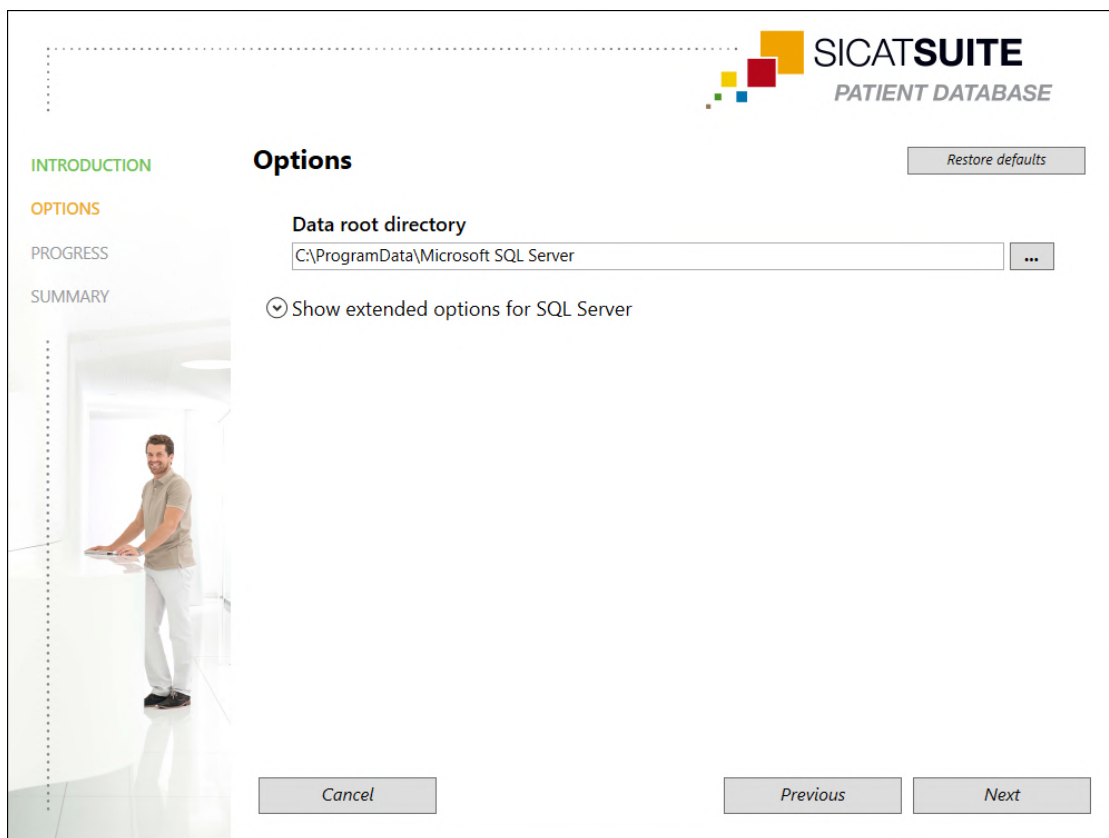 SICATSUITE
PATIENT DATABASE
INTRODUCTION
OPTIONS
PROGRESS
SUMMARY
Options
Restore defaults
Data root directory
C:\ProgramData\Microsoft SQL Server
...
Show extended options for SQL Server
Cancel
Previous
Next